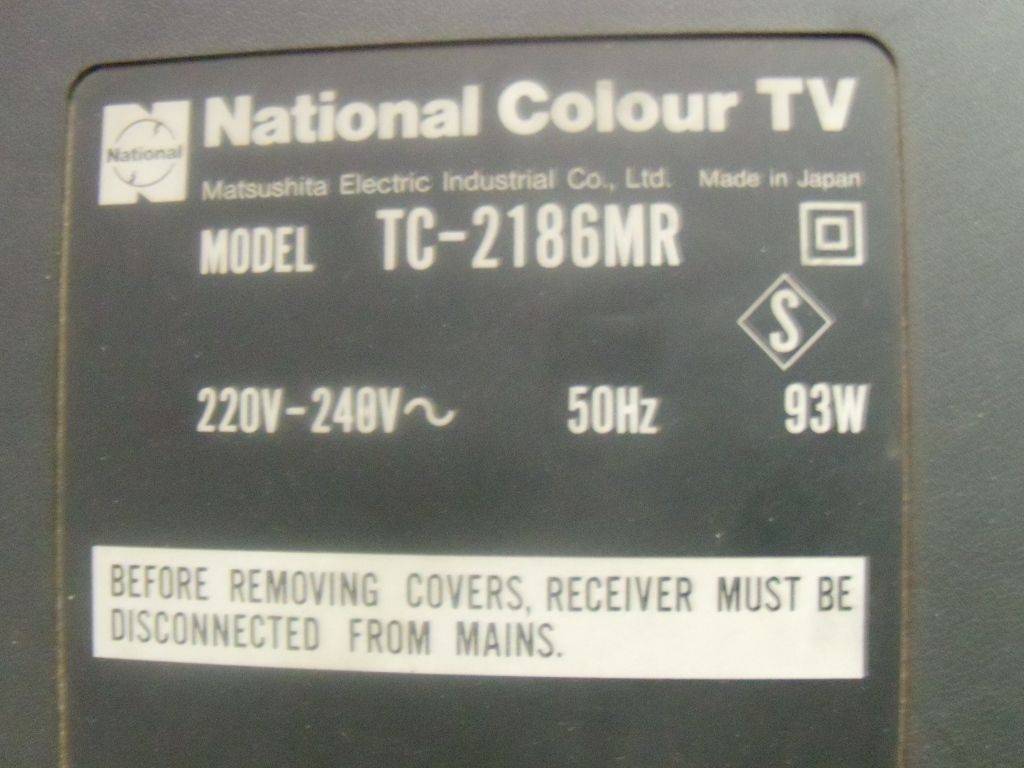 National Colour TV
National
Matsushita Electric Industrial Co., Ltd. Made in Japan
MODEL TC-2186MR
S
220V-240V~ 50Hz 93W
BEFORE REMOVING COVERS, RECEIVER MUST BE
DISCONNECTED FROM MAINS.